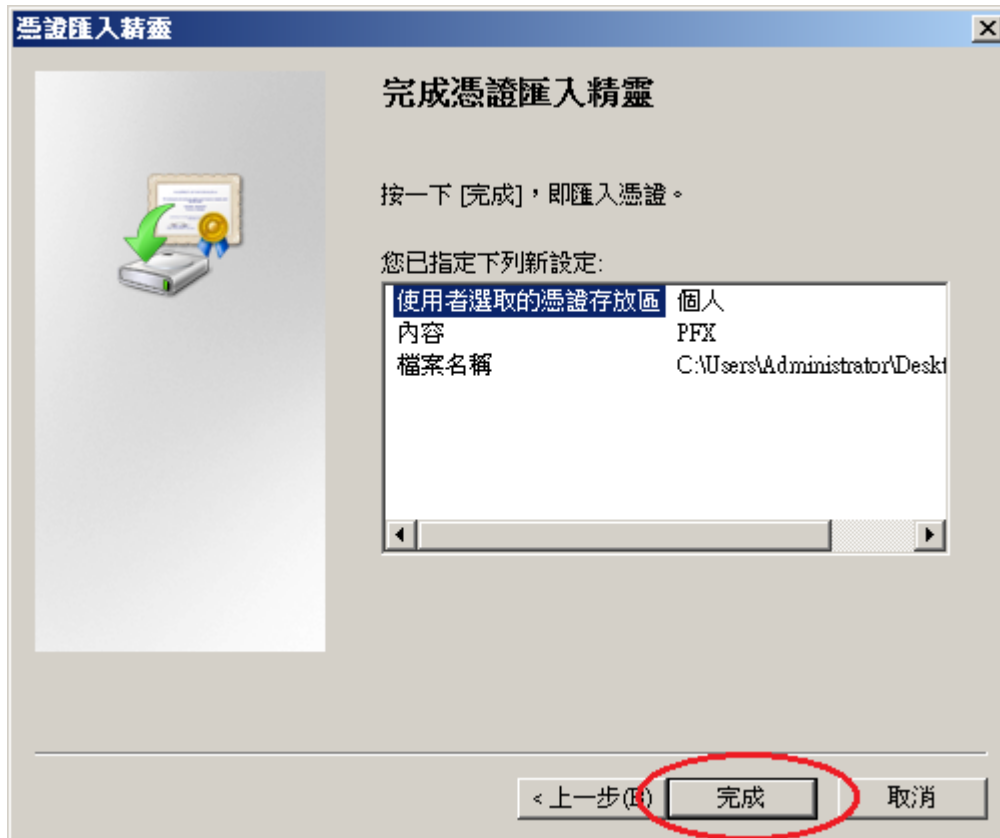 憑證匯入精靈
完成憑證匯入精靈
按一下 [完成],即匯入憑證。
您已指定下列新設定:
使用者選取的憑證存放區 個人
內容 PFX
檔案名稱 C:\Users\Administrator\Deskt
< 上一步(B) 完成 取消